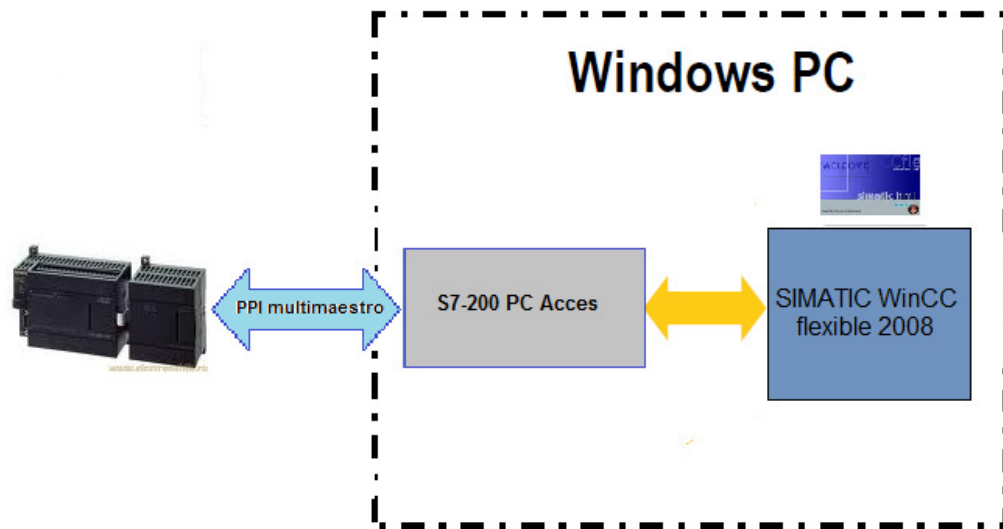 Windows PC
PPI multimaestro
S7-200 PC Acces
SIMATIC WinCC
flexible 2008